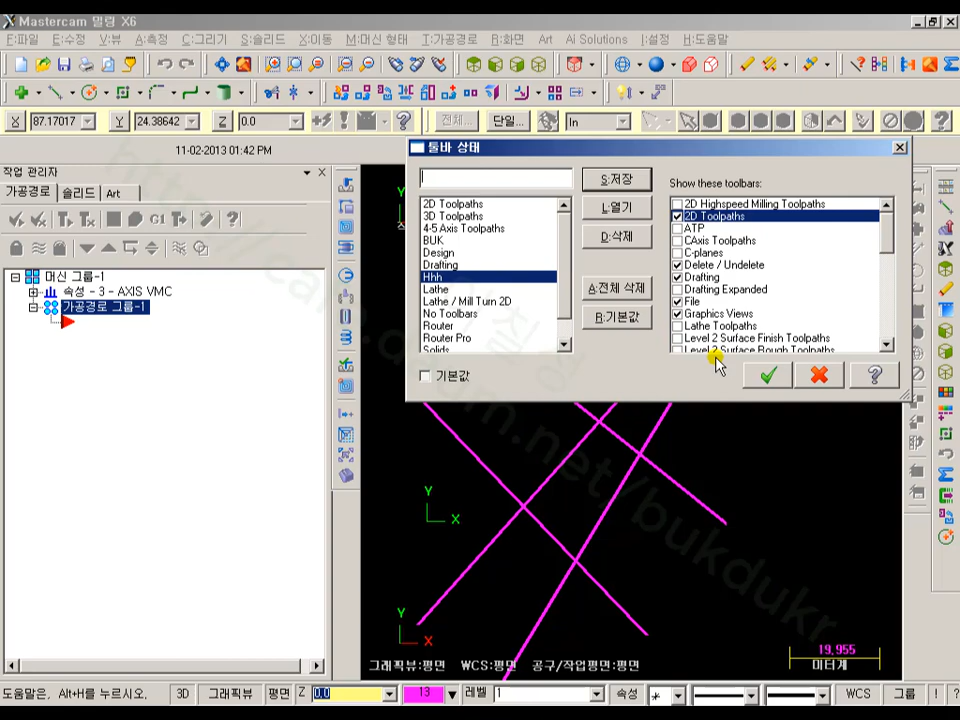 Mastercam 밀링 X6
F:파일 E:수정 V:뷰 A:측정 C:그리기 S:솔리드 X:이동 M:머신 형태 T:가공경로 R:화면 Art Ai Solutions I:설정 H:도움말
X 87.17017 Y 24.38642 Z 0.0 전체... 단일... In
11-02-2013 01:42 PM
작업 관리자
가공경로 솔리드 Art
G1
머신 그룹-1
속성 - 3 - AXIS VMC
가공경로 그룹-1
툴바 상태
S:저장
L:열기
D:삭제
A:전체 삭제
R:기본값
2D Toolpaths
3D Toolpaths
4-5 Axis Toolpaths
BUK
Design
Drafting
Hhh
Lathe
Lathe / Mill Turn 2D
No Toolbars
Router
Router Pro
Solids
기본값
Show these toolbars:
2D Highspeed Milling Toolpaths
2D Toolpaths
ATP
CAxis Toolpaths
C-planes
Delete / Undelete
Drafting
Drafting Expanded
File
Graphics Views
Lathe Toolpaths
Level 2 Surface Finish Toolpaths
Level 2 Surface Rough Toolpaths
Y
Y
X
Y
X
19.955
미터계
그래픽뷰:평면 WCS:평면 공구/작업평면:평면
도움말은, Alt+H를 누르시오. 3D 그래픽뷰 평면 Z 0.0 13 레벨 1 속성 WCS 그룹 ! ?